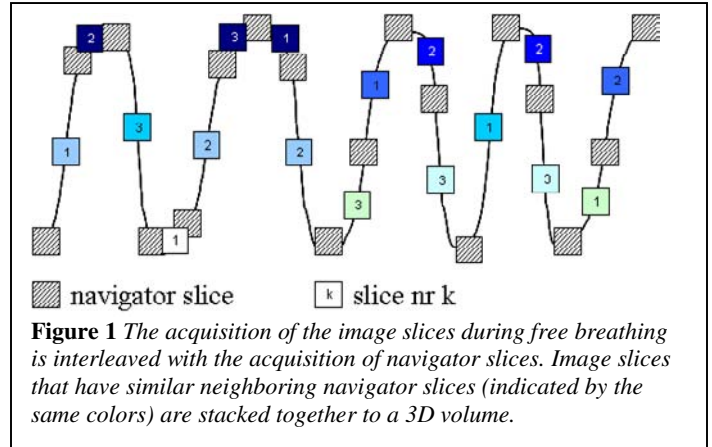 2 3 1 2 2
1 2
3 1
1 2 2
3 3
3 1
1
navigator slice k slice nr k
Figure 1 The acquisition of the image slices during free breathing
is interleaved with the acquisition of navigator slices. Image slices
that have similar neighboring navigator slices (indicated by the
same colors) are stacked together to a 3D volume.